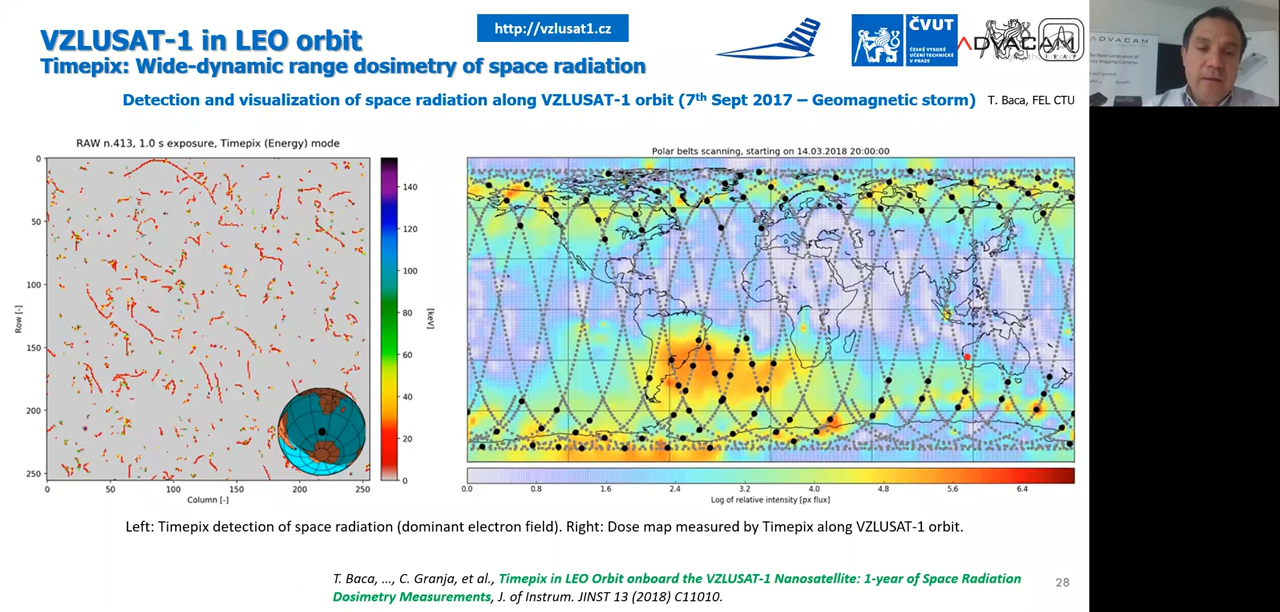 VZLUSAT-1 in LEO orbit
http://vzlusat1.cz
VZLU
ČVUT
ČESKÉ VYSOKÉ
UČENÍ TECHNICKÉ
V PRAZE
ADVACAM
ADVACAM
Timepix: Wide-dynamic range dosimetry of space radiation
Detection and visualization of space radiation along VZLUSAT-1 orbit (7th Sept 2017 – Geomagnetic storm)
T. Baca, FEL CTU
RAW n.413, 1.0 s exposure, Timepix (Energy) mode
0
50
100
150
200
250
Row [-]
0 50 100 150 200 250
Column [-]
140
120
100
80
60
40
20
0
[keV]
Polar belts scanning, starting on 14.03.2018 20:00:00
0.0 0.8 1.6 2.4 3.2 4.0 4.8 5.6 6.4
Log of relative intensity [px flux]
Left: Timepix detection of space radiation (dominant electron field). Right: Dose map measured by Timepix along VZLUSAT-1 orbit.
T. Baca, ..., C. Granja, et al., Timepix in LEO Orbit onboard the VZLUSAT-1 Nanosatellite: 1-year of Space Radiation
Dosimetry Measurements, J. of Instrum. JINST 13 (2018) C11010.
28